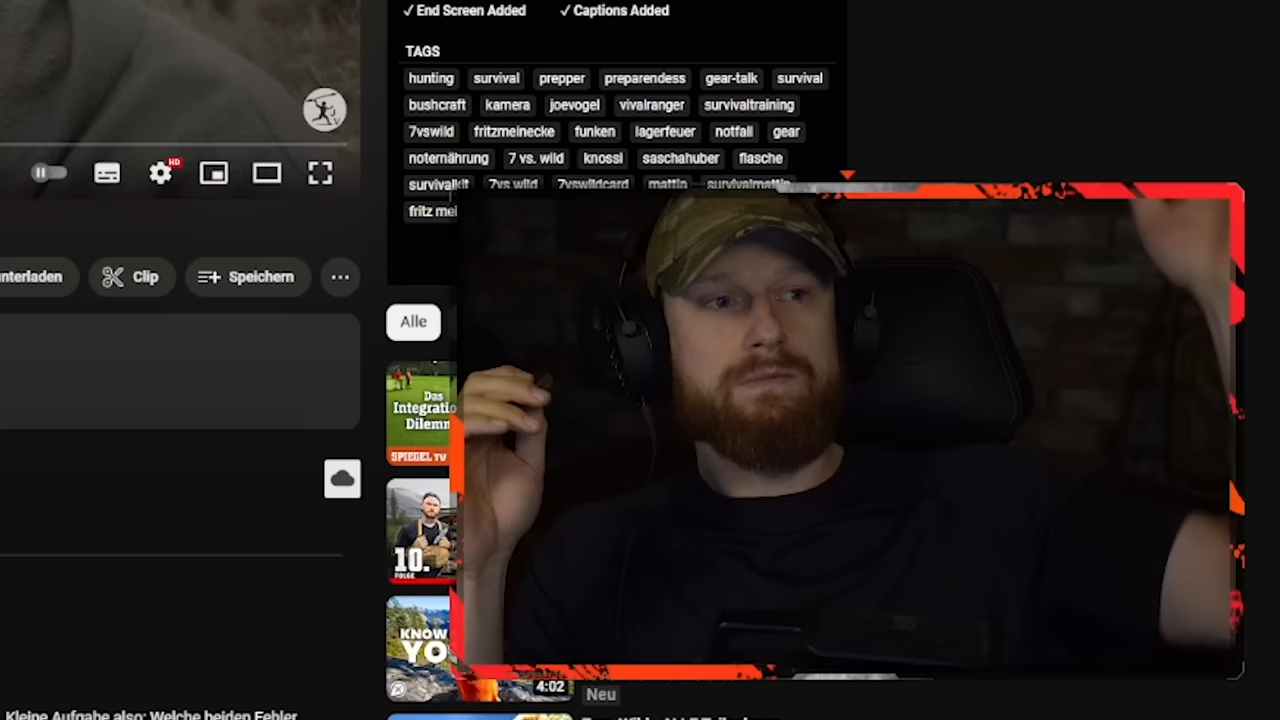 ✓ End Screen Added ✓ Captions Added
TAGS
hunting survival prepper preparendess gear-talk survival
bushcraft kamera joevogel vivalranger survivaltraining
7vswild fritzmeinecke funken lagerfeuer notfall gear
noternährung 7 vs. wild knossi saschahuber flasche
survivalkit 7vs wild 7vswildcard mattin survivalmattin
fritz mei
HD
nterladen Clip Speichern ...
Alle
Das
Integratio
Dilemm
SPIEGEL TV
10.
FOLGE
KNOW
YO
4:02
Neu
Kleine Aufgabe also: Welche beiden Fehler